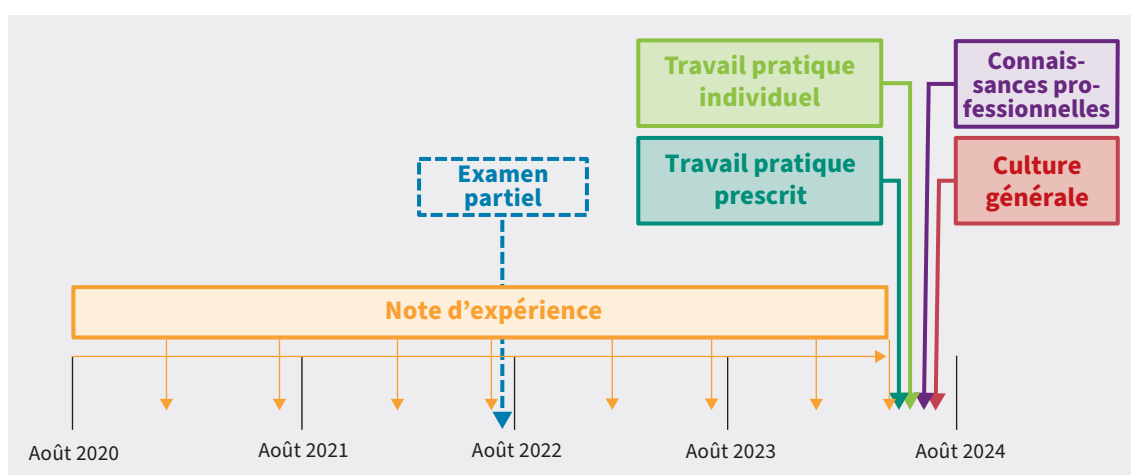 Travail pratique
individuel
Connais-
sances pro-
fessionnelles
Travail pratique
prescrit
Culture
générale
Examen
partiel
Note d’expérience
Août 2020
Août 2021
Août 2022
Août 2023
Août 2024